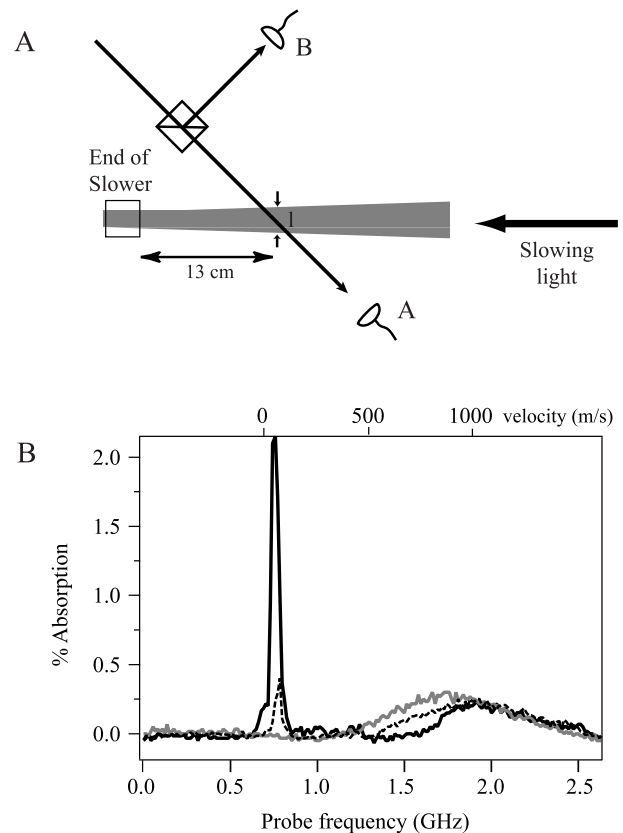 A
B
End of
Slower
l
13 cm
Slowing
light
A
B
0 500 1000 velocity (m/s)
% Absorption
2.0
1.5
1.0
0.5
0.0
0.0 0.5 1.0 1.5 2.0 2.5
Probe frequency (GHz)